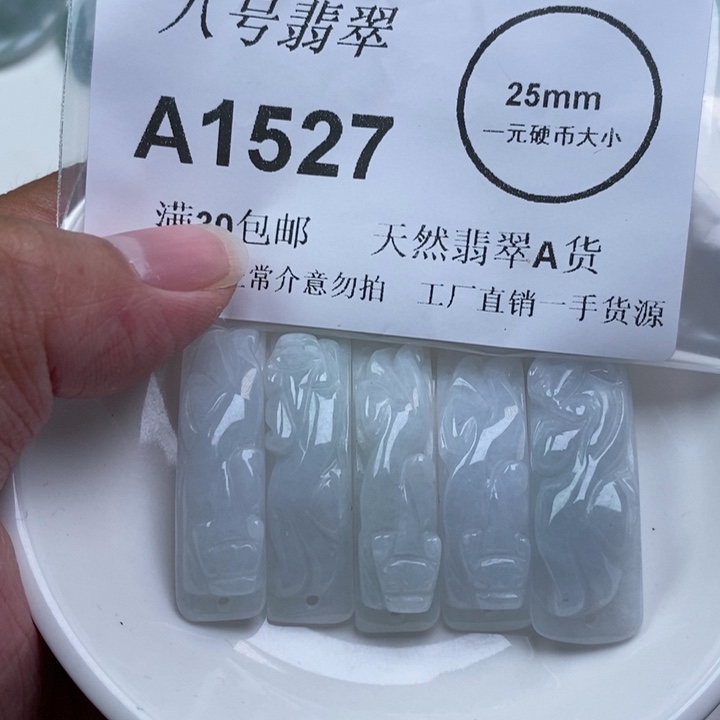 八号翡翠
25mm
一元硬币大小
A1527
满30包邮 天然翡翠A货
常介意勿拍 工厂直销一手货源